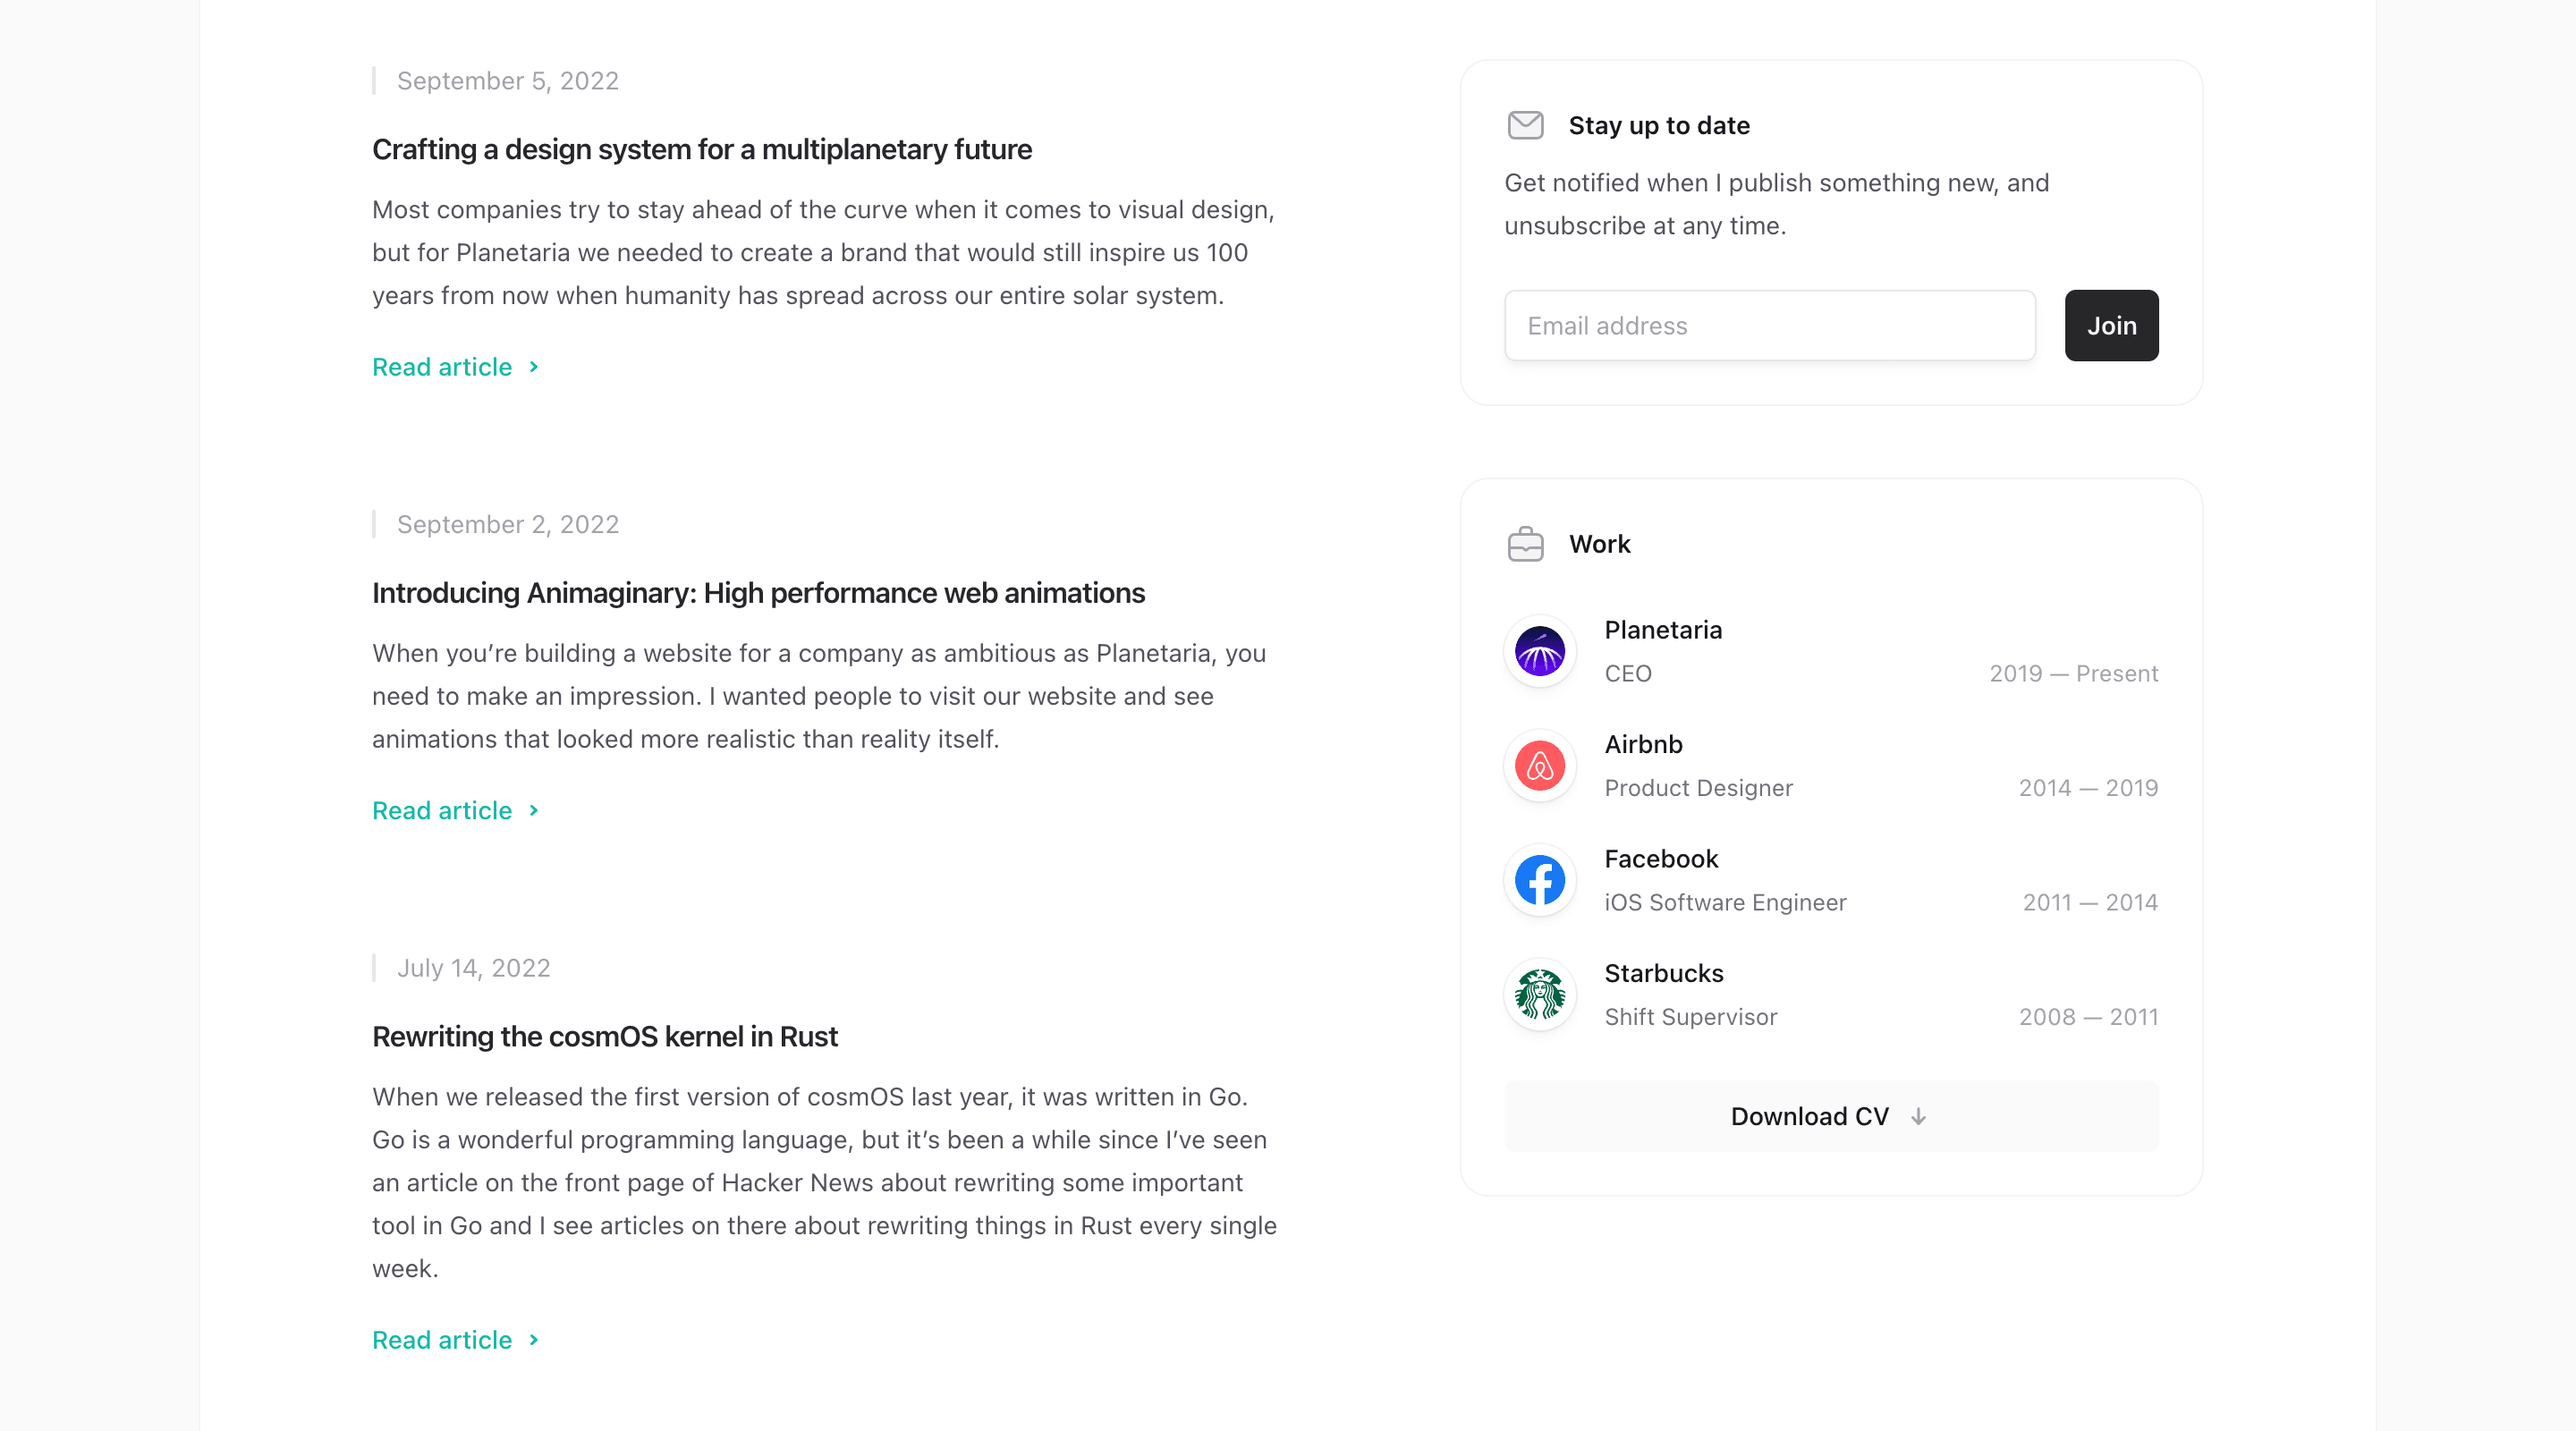 September 5, 2022
Crafting a design system for a multiplanetary future
Most companies try to stay ahead of the curve when it comes to visual design,
but for Planetaria we needed to create a brand that would still inspire us 100
years from now when humanity has spread across our entire solar system.
Read article
September 2, 2022
Introducing Animaginary: High performance web animations
When you’re building a website for a company as ambitious as Planetaria, you
need to make an impression. I wanted people to visit our website and see
animations that looked more realistic than reality itself.
Read article
July 14, 2022
Rewriting the cosmOS kernel in Rust
When we released the first version of cosmOS last year, it was written in Go.
Go is a wonderful programming language, but it’s been a while since I’ve seen
an article on the front page of Hacker News about rewriting some important
tool in Go and I see articles on there about rewriting things in Rust every single
week.
Read article
Stay up to date
Get notified when I publish something new, and
unsubscribe at any time.
Email address
Join
Work
Planetaria
CEO 2019 — Present
Airbnb
Product Designer 2014 — 2019
Facebook
iOS Software Engineer 2011 — 2014
Starbucks
Shift Supervisor 2008 — 2011
Download CV